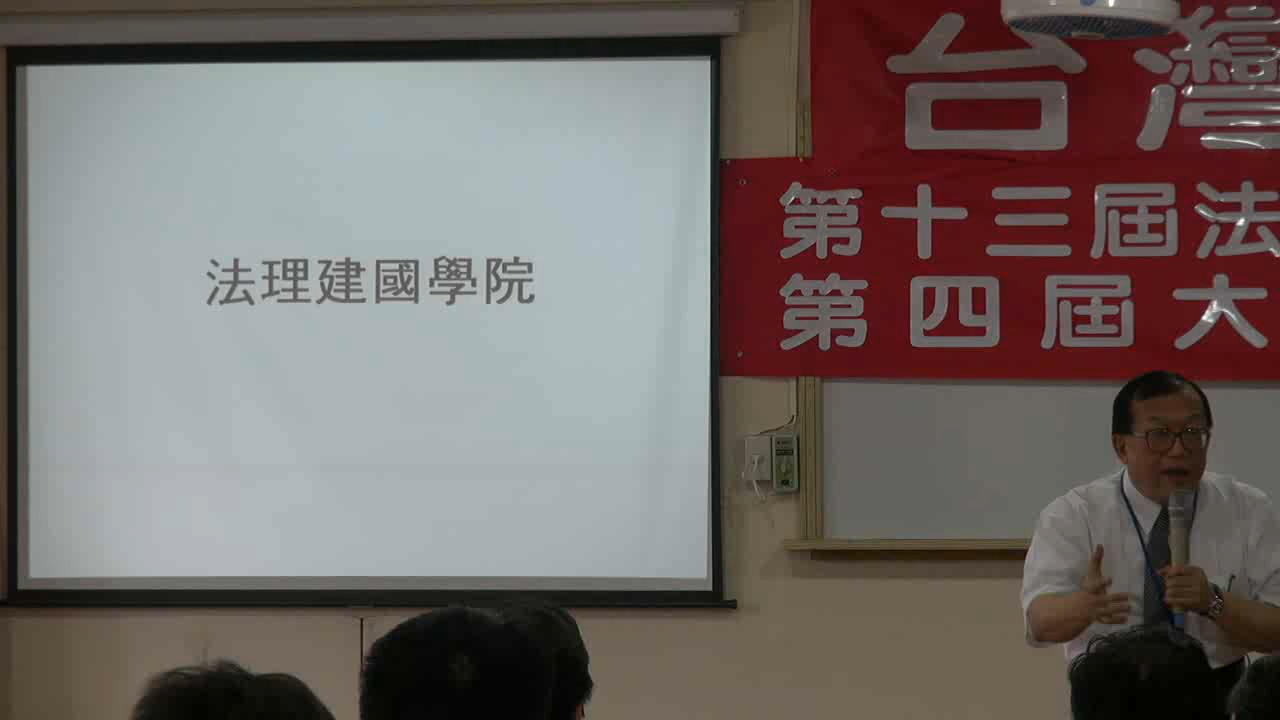 法理建國學院
台灣
第十三屆法
第四屆大